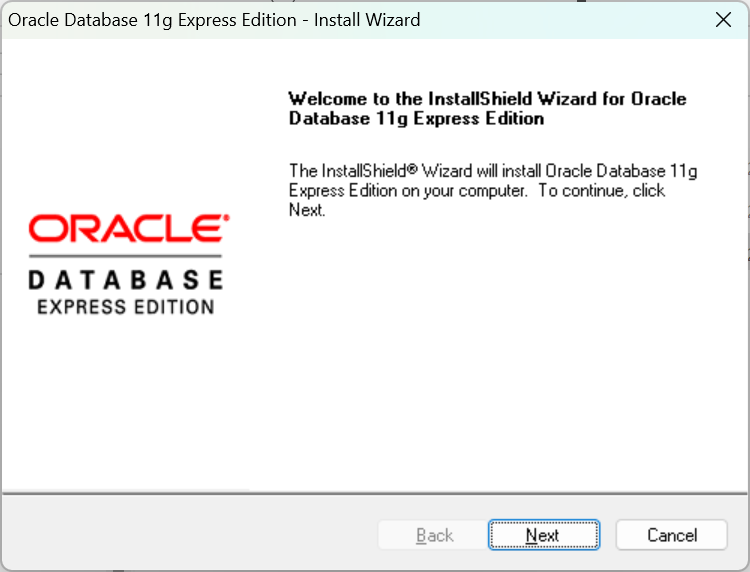 Oracle Database 11g Express Edition - Install Wizard
Welcome to the InstallShield Wizard for Oracle
Database 11g Express Edition
The InstallShield® Wizard will install Oracle Database 11g
Express Edition on your computer.  To continue, click
Next.
ORACLE®
DATABASE
EXPRESS EDITION
Back
Next
Cancel